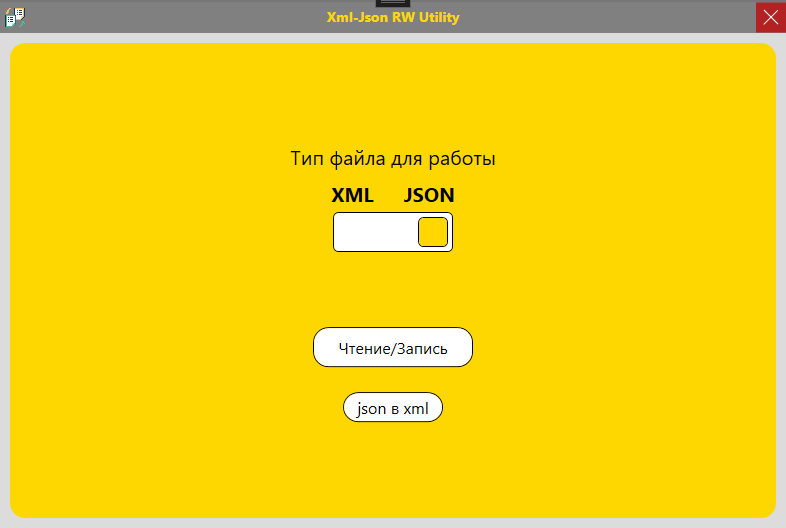 Xml-Json RW Utility
Тип файла для работы
XML JSON
Чтение/Запись
json в xml